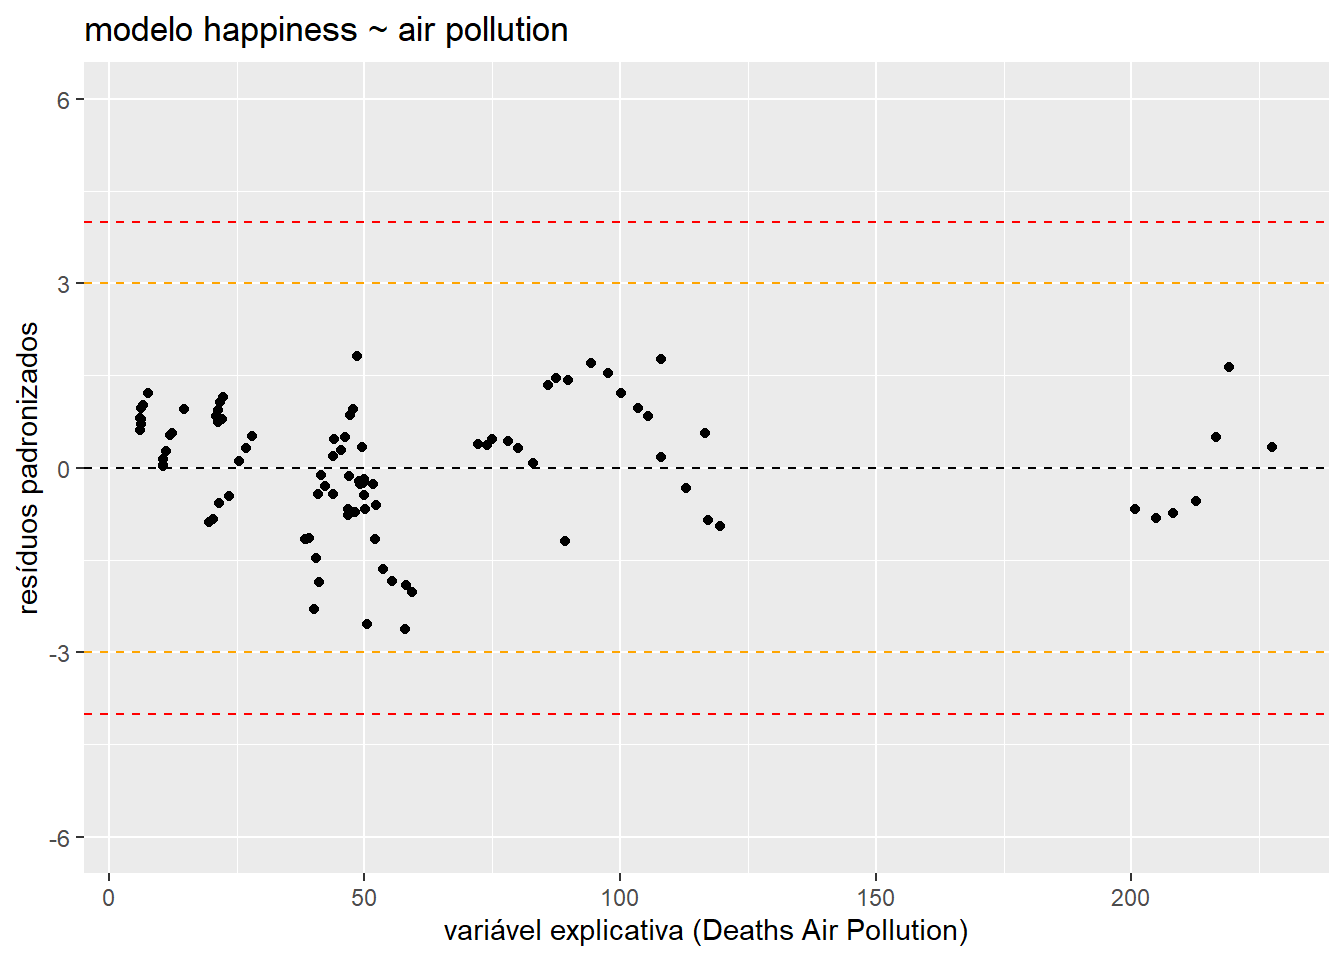 modelo happiness ~ air pollution
6
3
0
-3
-6
resíduos padronizados
0 50 100 150 200
variável explicativa (Deaths Air Pollution)